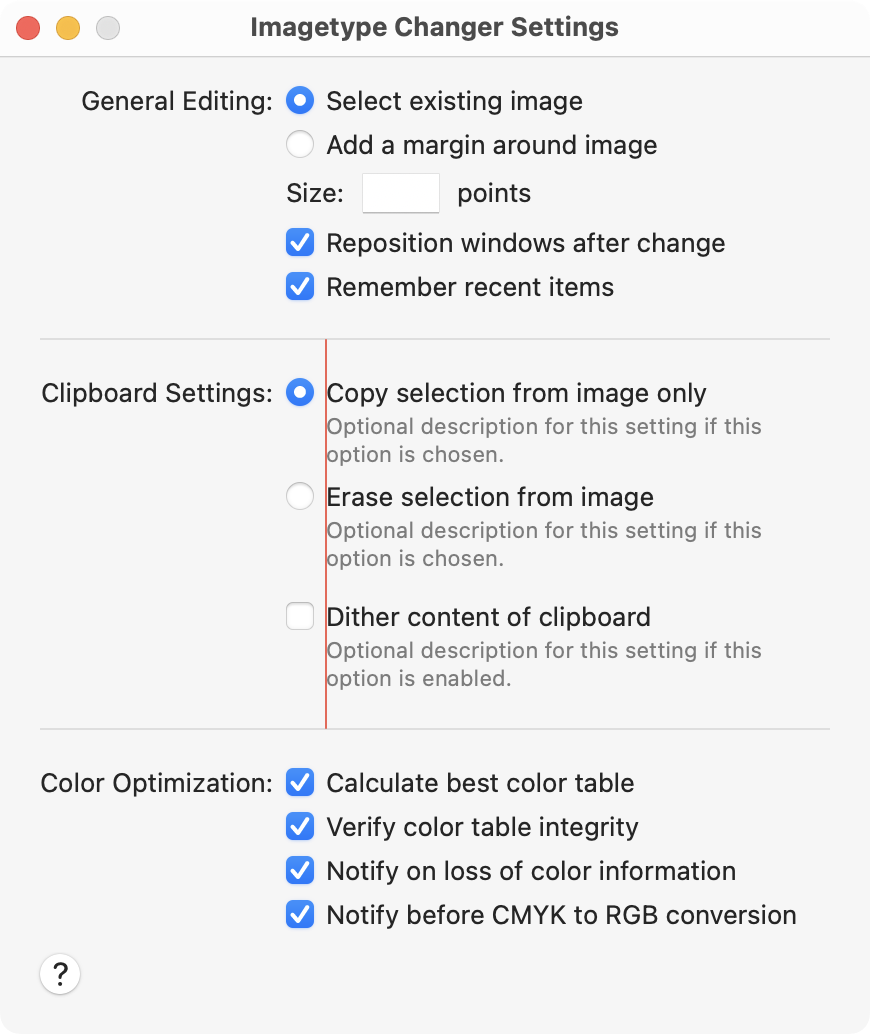 Imagetype Changer Settings
General Editing: Select existing image
Add a margin around image
Size: points
Reposition windows after change
Remember recent items
Clipboard Settings: Copy selection from image only
Optional description for this setting if this
option is chosen.
Erase selection from image
Optional description for this setting if this
option is chosen.
Dither content of clipboard
Optional description for this setting if this
option is enabled.
Color Optimization: Calculate best color table
Verify color table integrity
Notify on loss of color information
Notify before CMYK to RGB conversion
?